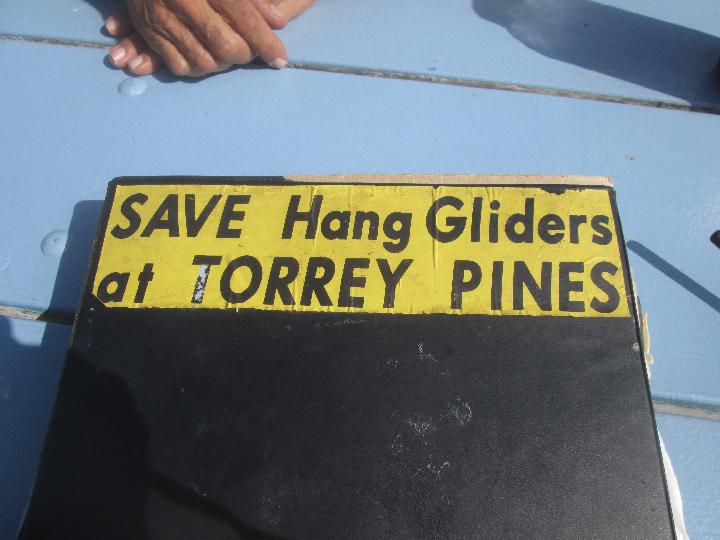 SAVE Hang Gliders
at TORREY PINES